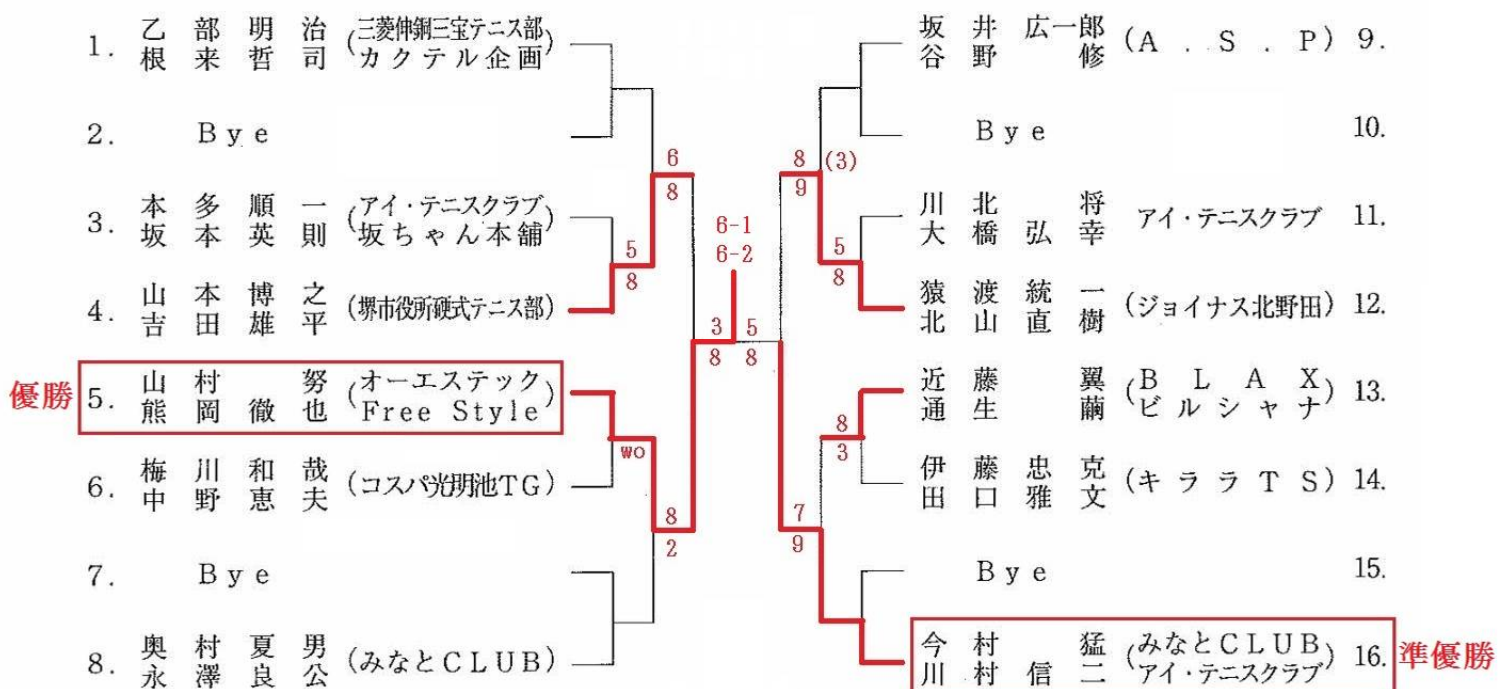 1. 乙部明治 (三菱伸銅三宝テニス部)
根来哲司 (カクテル企画)
2. Bye
3. 本多順一 (アイ・テニスクラブ)
坂本英則 (坂ちゃん本舗)
4. 山本博之 (堺市役所硬式テニス部)
吉田雄平
優勝 5. 山村努 (オーエステック)
熊岡徹也 (Free Style)
6. 梅川和哉 (コスパ光明池TG)
中野恵夫
7. Bye
8. 奥村夏男 (みなとCLUB)
永澤良公
6
8
5
8
wo
8
2
3
8
6-1
6-2
5
8
8 (3)
9
5
8
8
3
7
9
坂井広一郎 (A.S.P) 9.
谷野修
Bye 10.
川北将 アイ・テニスクラブ 11.
大橋弘幸
猿渡統一 (ジョイナス北野田) 12.
北山直樹
近藤翼 (BLAX) 13.
通生繭 (ビルシャナ)
伊藤忠克 (キララTS) 14.
田口雅文
Bye 15.
今村猛 (みなとCLUB) 16. 準優勝
川村信二 (アイ・テニスクラブ)